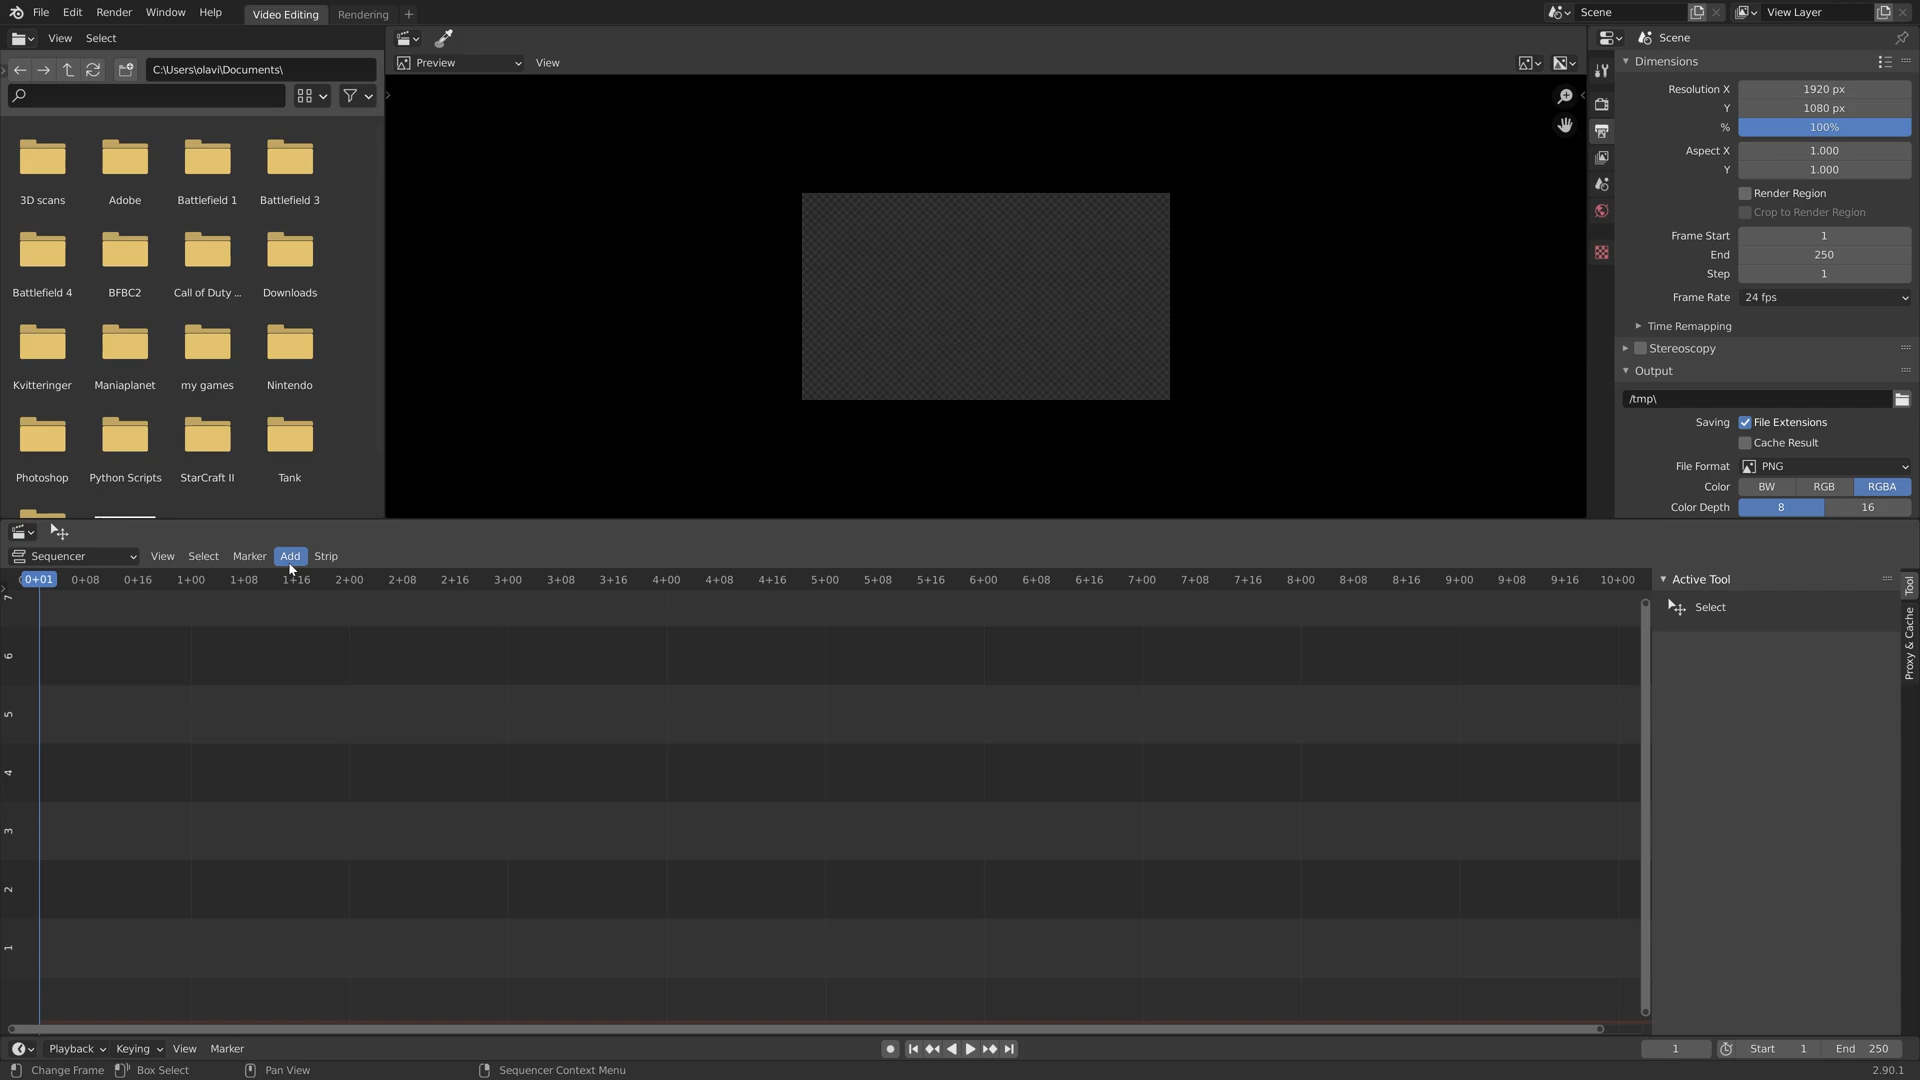 File Edit Render Window Help Video Editing Rendering + Scene View Layer
View Select
C:\Users\olavi\Documents\
3D scans Adobe Battlefield 1 Battlefield 3
Battlefield 4 BFBC2 Call of Duty ... Downloads
Kvitteringer Maniaplanet my games Nintendo
Photoshop Python Scripts StarCraft II Tank
Preview View
Scene
Dimensions
Resolution X 1920 px
Y 1080 px
% 100%
Aspect X 1.000
Y 1.000
Render Region
Crop to Render Region
Frame Start 1
End 250
Step 1
Frame Rate 24 fps
Time Remapping
Stereoscopy
Output
/tmp\
Saving File Extensions
Cache Result
File Format PNG
Color BW RGB RGBA
Color Depth 8 16
Sequencer View Select Marker Add Strip
0+01 0+08 0+16 1+00 1+08 1+16 2+00 2+08 2+16 3+00 3+08 3+16 4+00 4+08 4+16 5+00 5+08 5+16 6+00 6+08 6+16 7+00 7+08 7+16 8+00 8+08 8+16 9+00 9+08 9+16 10+00
7
6
5
4
3
2
1
Active Tool
Select
Tool
Proxy & Cache
Playback Keying View Marker 1 Start 1 End 250
Change Frame Box Select Pan View Sequencer Context Menu 2.90.1